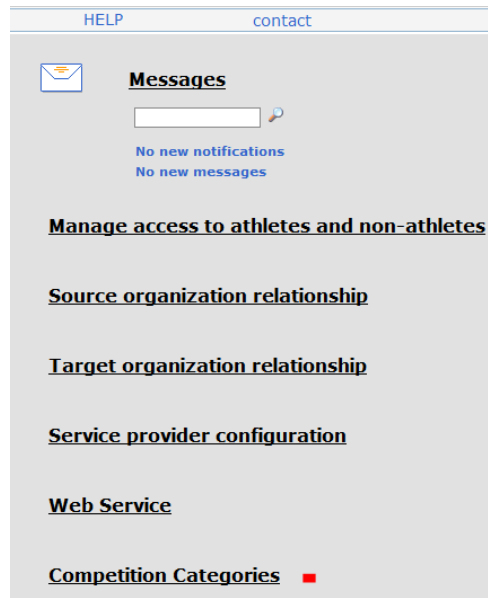 HELP contact
Messages
No new notifications
No new messages
Manage access to athletes and non-athletes
Source organization relationship
Target organization relationship
Service provider configuration
Web Service
Competition Categories